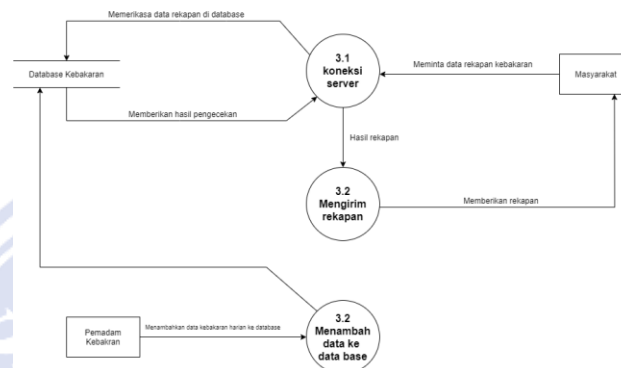 Memerikasa data rekapan di database
3.1
koneksi
server
Meminta data rekapan kebakaran
Masyarakat
Database Kebakaran
Memberikan hasil pengecekan
Hasil rekapan
3.2
Mengirim
rekapan
Memberikan rekapan
3.2
Menambah
data ke
data base
Pemadam
Kebakran
Menambahkan data kebakaran harian ke database